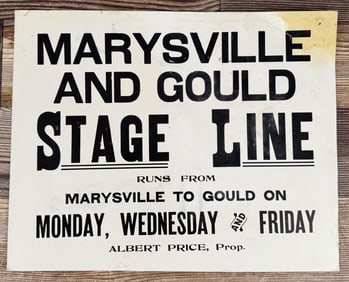 MARYSVILLE
AND GOULD
STAGE LINE
RUNS FROM
MARYSVILLE TO GOULD ON
MONDAY, WEDNESDAY AND FRIDAY
ALBERT PRICE, Prop.